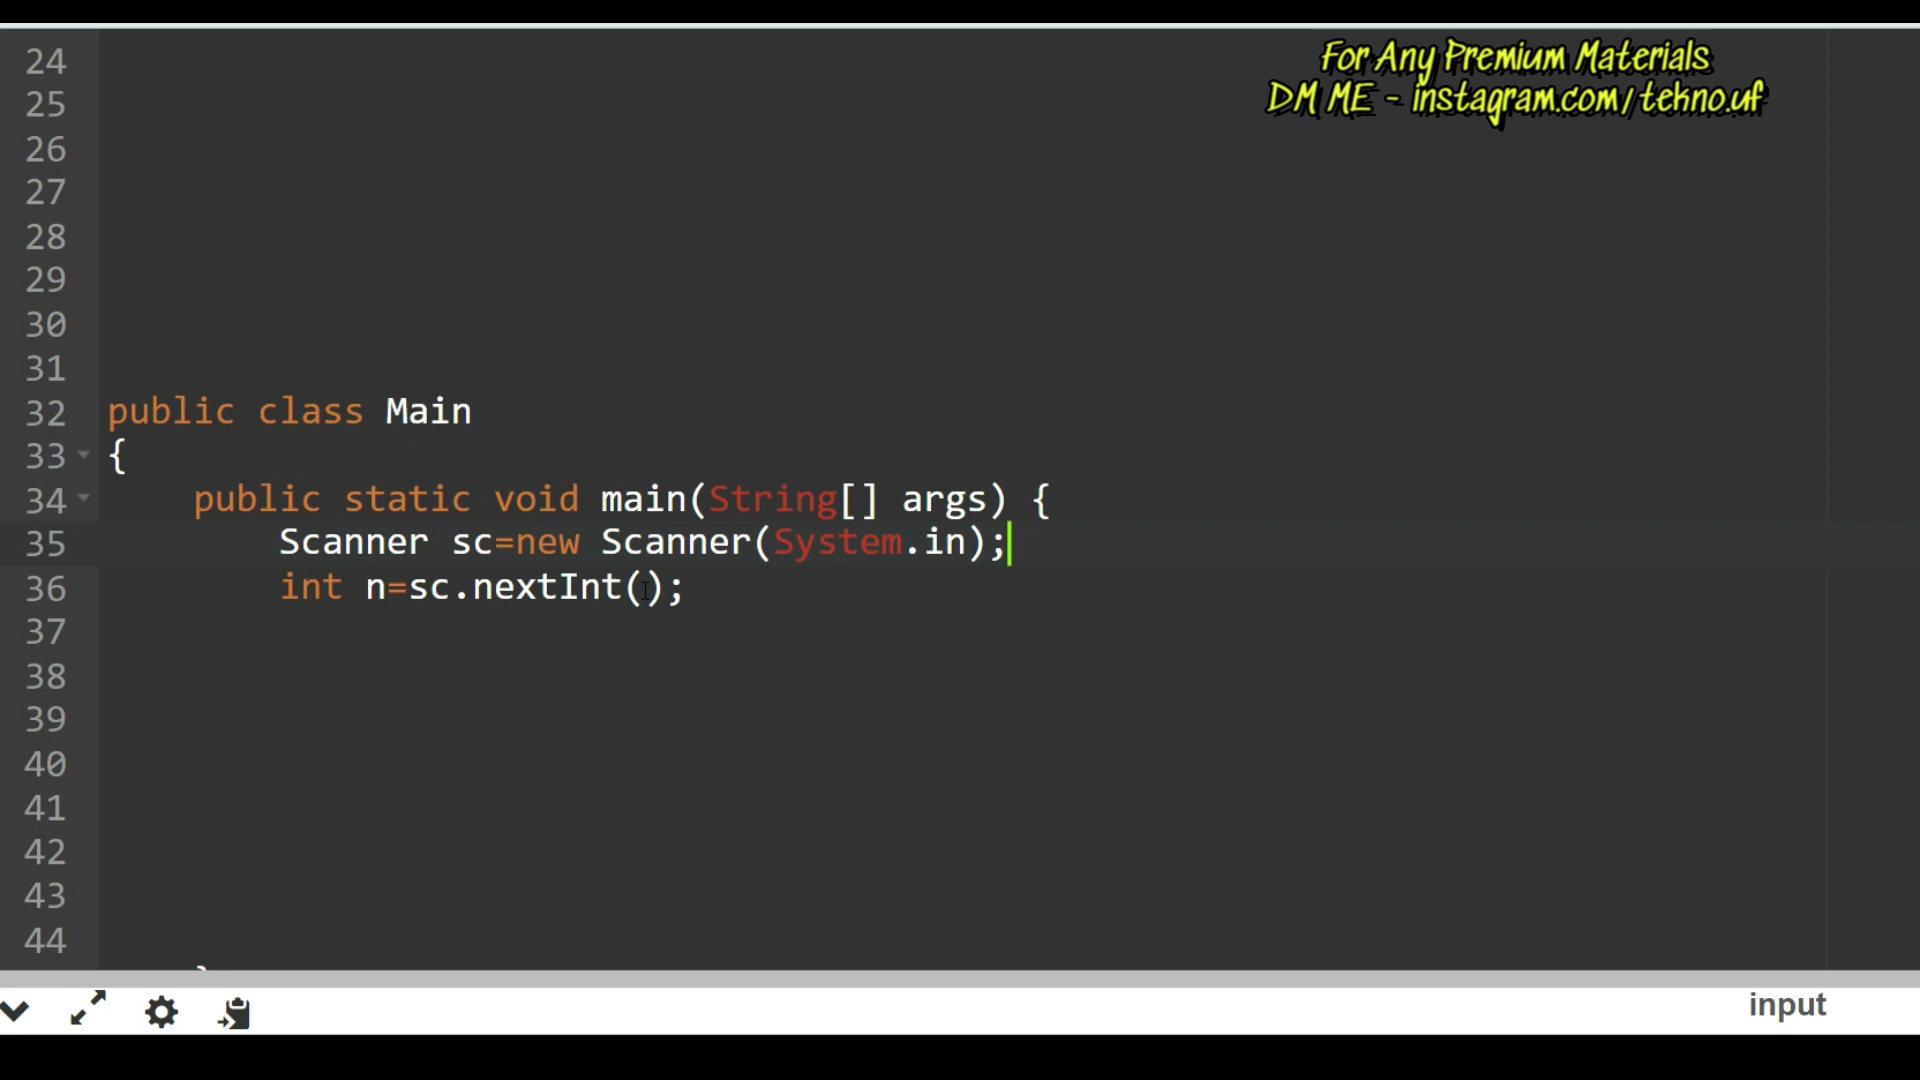 For Any Premium Materials
DM ME - instagram.com/tekno.uf
24
25
26
27
28
29
30
31
32 public class Main
33 {
34 public static void main(String[] args) {
35 Scanner sc=new Scanner(System.in);
36 int n=sc.nextInt();
37
38
39
40
41
42
43
44
input